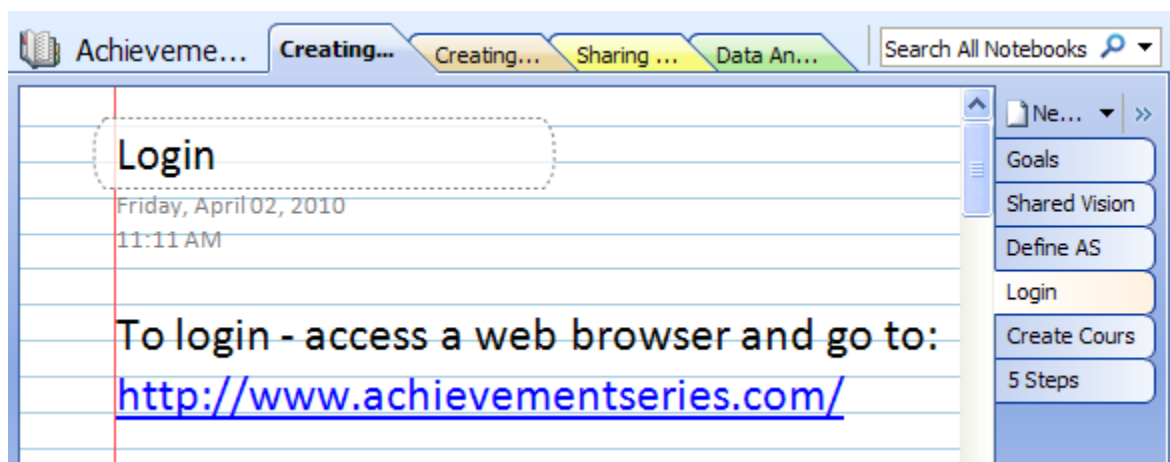 Achieveme... Creating... Creating... Sharing ... Data An... Search All Notebooks
Ne...
Login
Friday, April 02, 2010
11:11 AM
To login - access a web browser and go to:
http://www.achievementseries.com/
Goals
Shared Vision
Define AS
Login
Create Cours
5 Steps